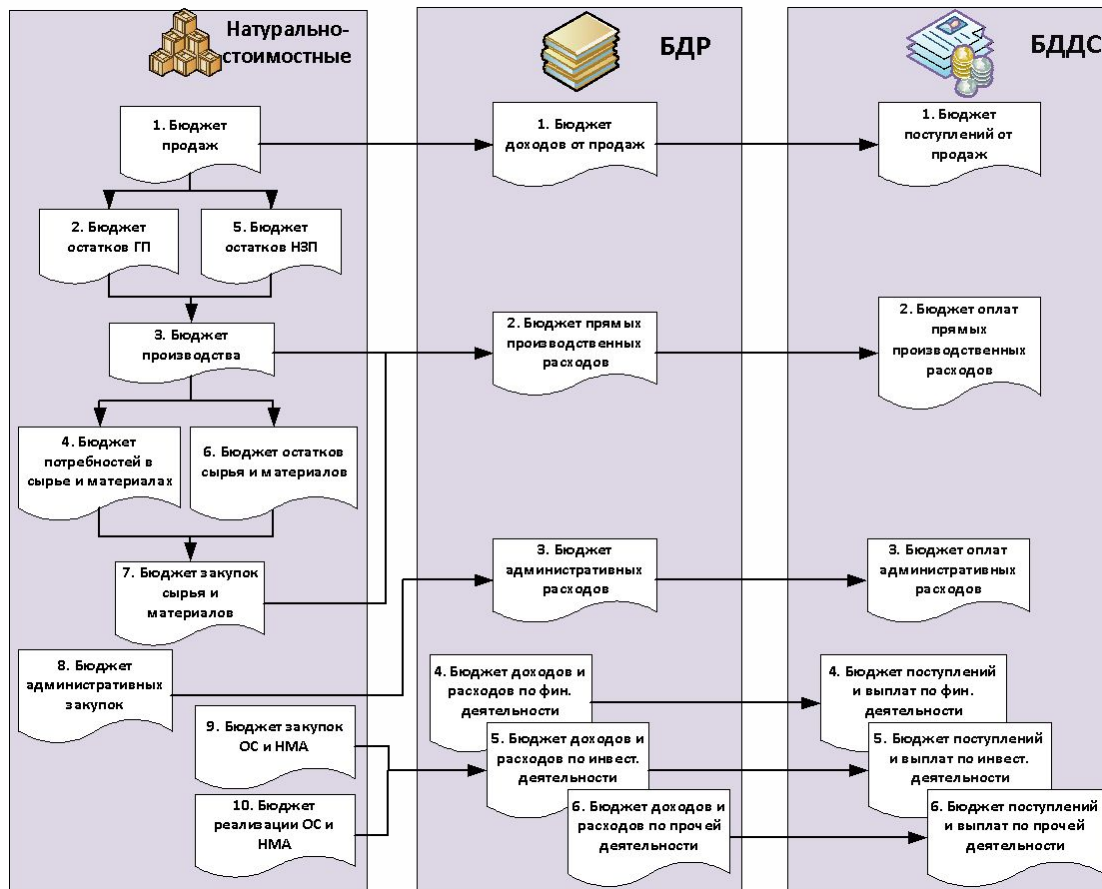 Натурально-
стоимостные
БДР
БДДС
1. Бюджет
продаж
1. Бюджет
доходов от продаж
1. Бюджет
поступлений от
продаж
2. Бюджет
остатков ГП
5. Бюджет
остатков НЗП
3. Бюджет
производства
2. Бюджет прямых
производственных
расходов
2. Бюджет оплат
прямых
производственных
расходов
4. Бюджет
потребностей в
сырье и материалах
6. Бюджет остатков
сырья и материалов
7. Бюджет закупок
сырья и
материалов
3. Бюджет
административных
расходов
3. Бюджет оплат
административных
расходов
8. Бюджет
административных
закупок
4. Бюджет доходов и
расходов по фин.
деятельности
4. Бюджет поступлений
и выплат по фин.
деятельности
9. Бюджет закупок
ОС и НМА
5. Бюджет доходов и
расходов по инвест.
деятельности
5. Бюджет поступлений
и выплат по инвест.
деятельности
10. Бюджет
реализации ОС и
НМА
6. Бюджет доходов и
расходов по прочей
деятельности
6. Бюджет поступлений
и выплат по прочей
деятельности